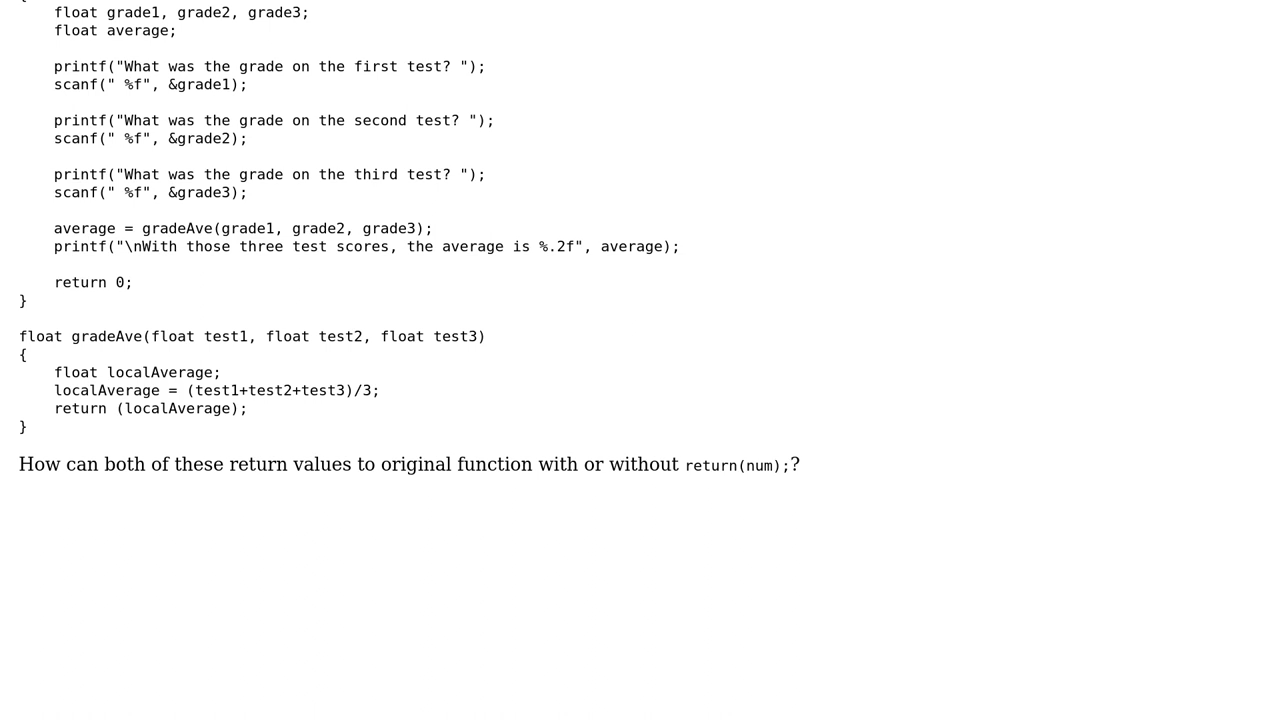 {
    float grade1, grade2, grade3;
    float average;

    printf("What was the grade on the first test? ");
    scanf(" %f", &grade1);

    printf("What was the grade on the second test? ");
    scanf(" %f", &grade2);

    printf("What was the grade on the third test? ");
    scanf(" %f", &grade3);

    average = gradeAve(grade1, grade2, grade3);
    printf("\nWith those three test scores, the average is %.2f", average);

    return 0;
}

float gradeAve(float test1, float test2, float test3)
{
    float localAverage;
    localAverage = (test1+test2+test3)/3;
    return (localAverage);
}
How can both of these return values to original function with or without return(num);?